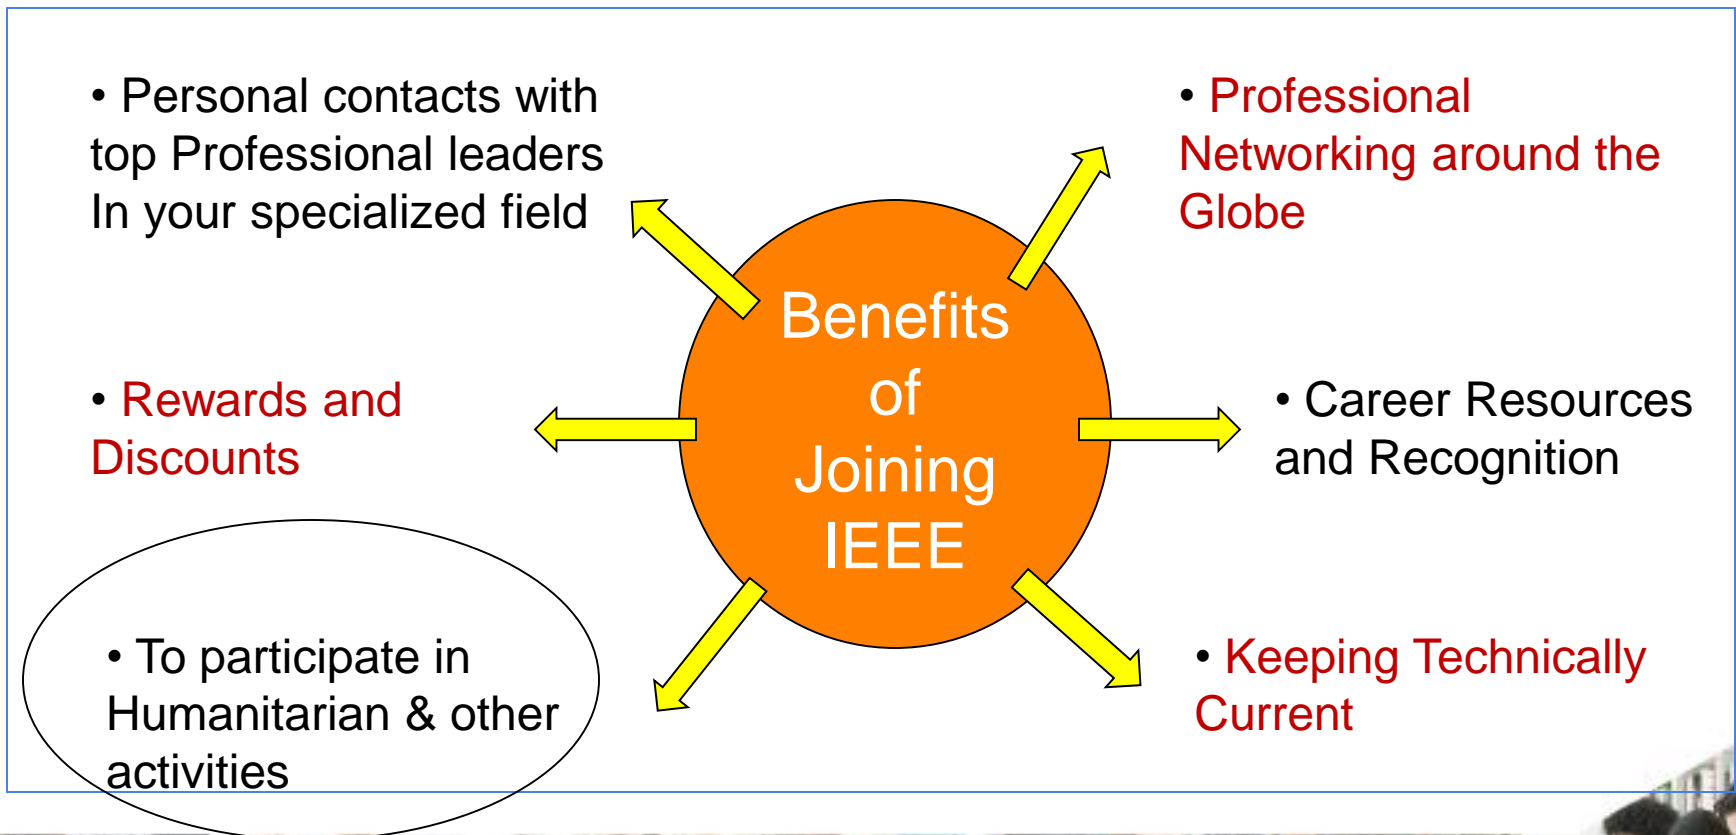 • Personal contacts with
top Professional leaders
In your specialized field
• Professional
Networking around the
Globe
Benefits
of
Joining
IEEE
• Rewards and
Discounts
• Career Resources
and Recognition
• To participate in
Humanitarian & other
activities
• Keeping Technically
Current